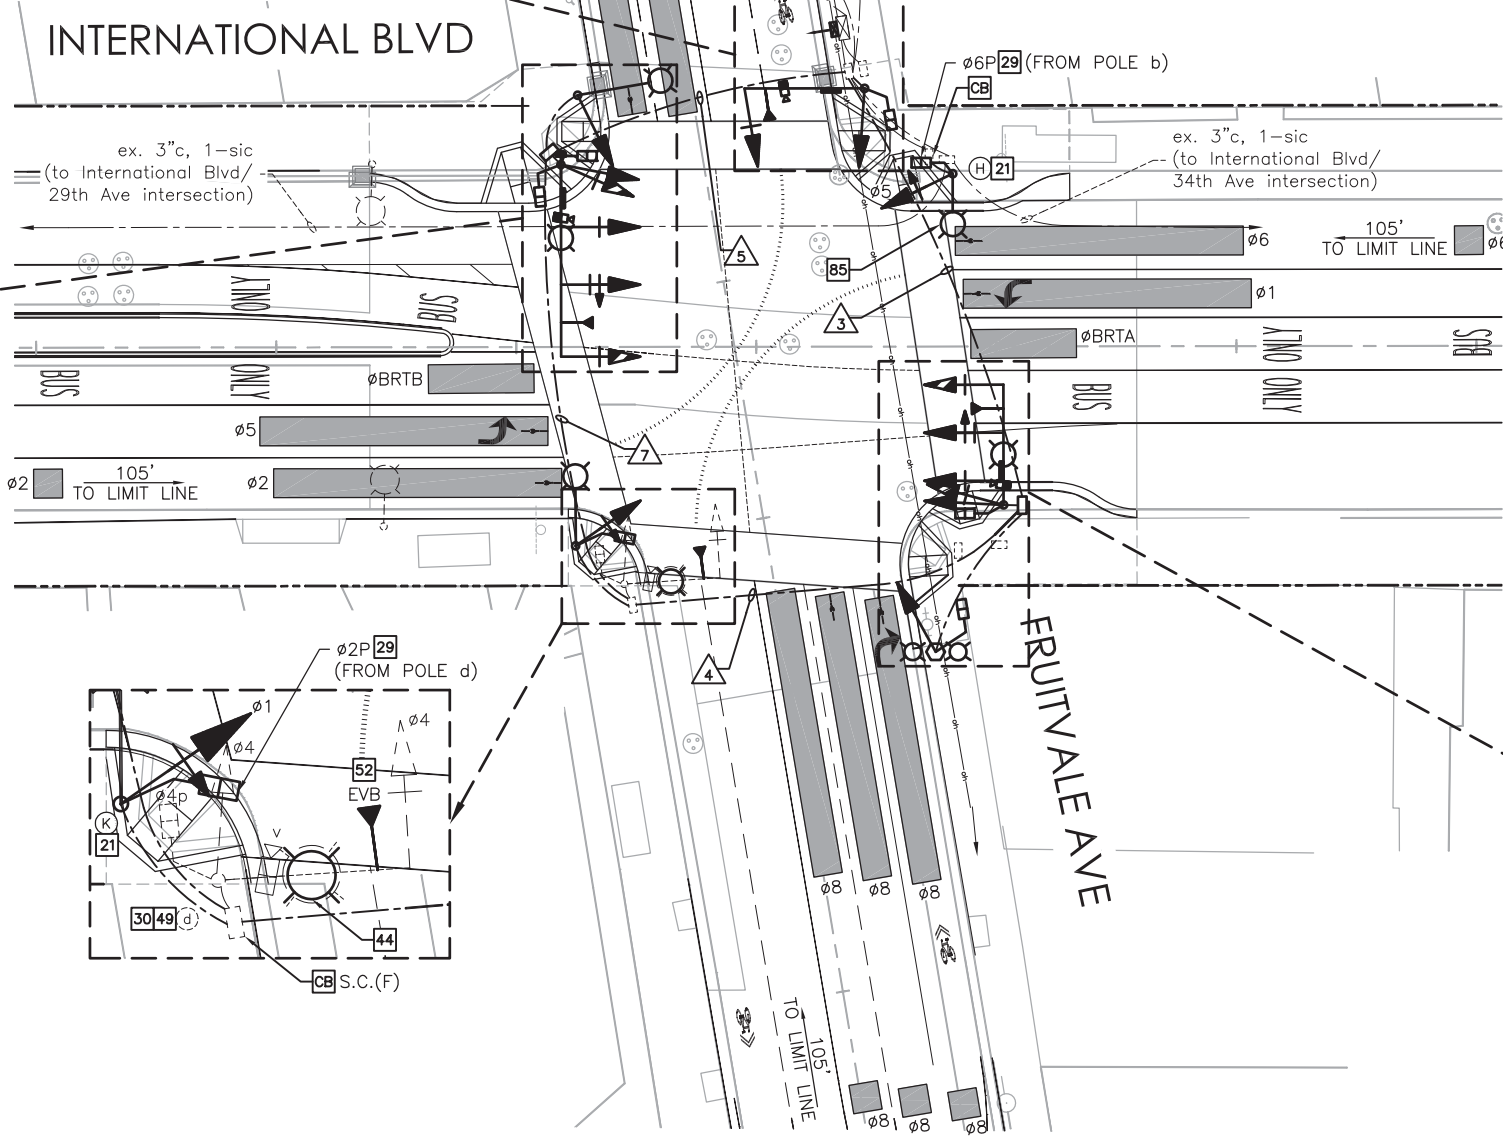 INTERNATIONAL BLVD
ø6P 29 (FROM POLE b)
CB
ex. 3"c, 1-sic
(to International Blvd/
29th Ave intersection)
ex. 3"c, 1-sic
(to International Blvd/
34th Ave intersection)
H 21
ø5
105'
TO LIMIT LINE
ø6
ø6
5
85
ø1
3
ONLY
BUS
ONLY
BUS
øBRTA
øBRTB
BUS
ONLY
BUS
ONLY
ø5
7
ø2
105'
TO LIMIT LINE
ø2
4
FRUITVALE AVE
ø2P 29
(FROM POLE d)
ø1
ø4
ø4
52
EVB
ø4p
K
21
V
30 49 d
44
CB S.C.(F)
ø8
ø8
ø8
105'
TO LIMIT LINE
ø8
ø8
ø8